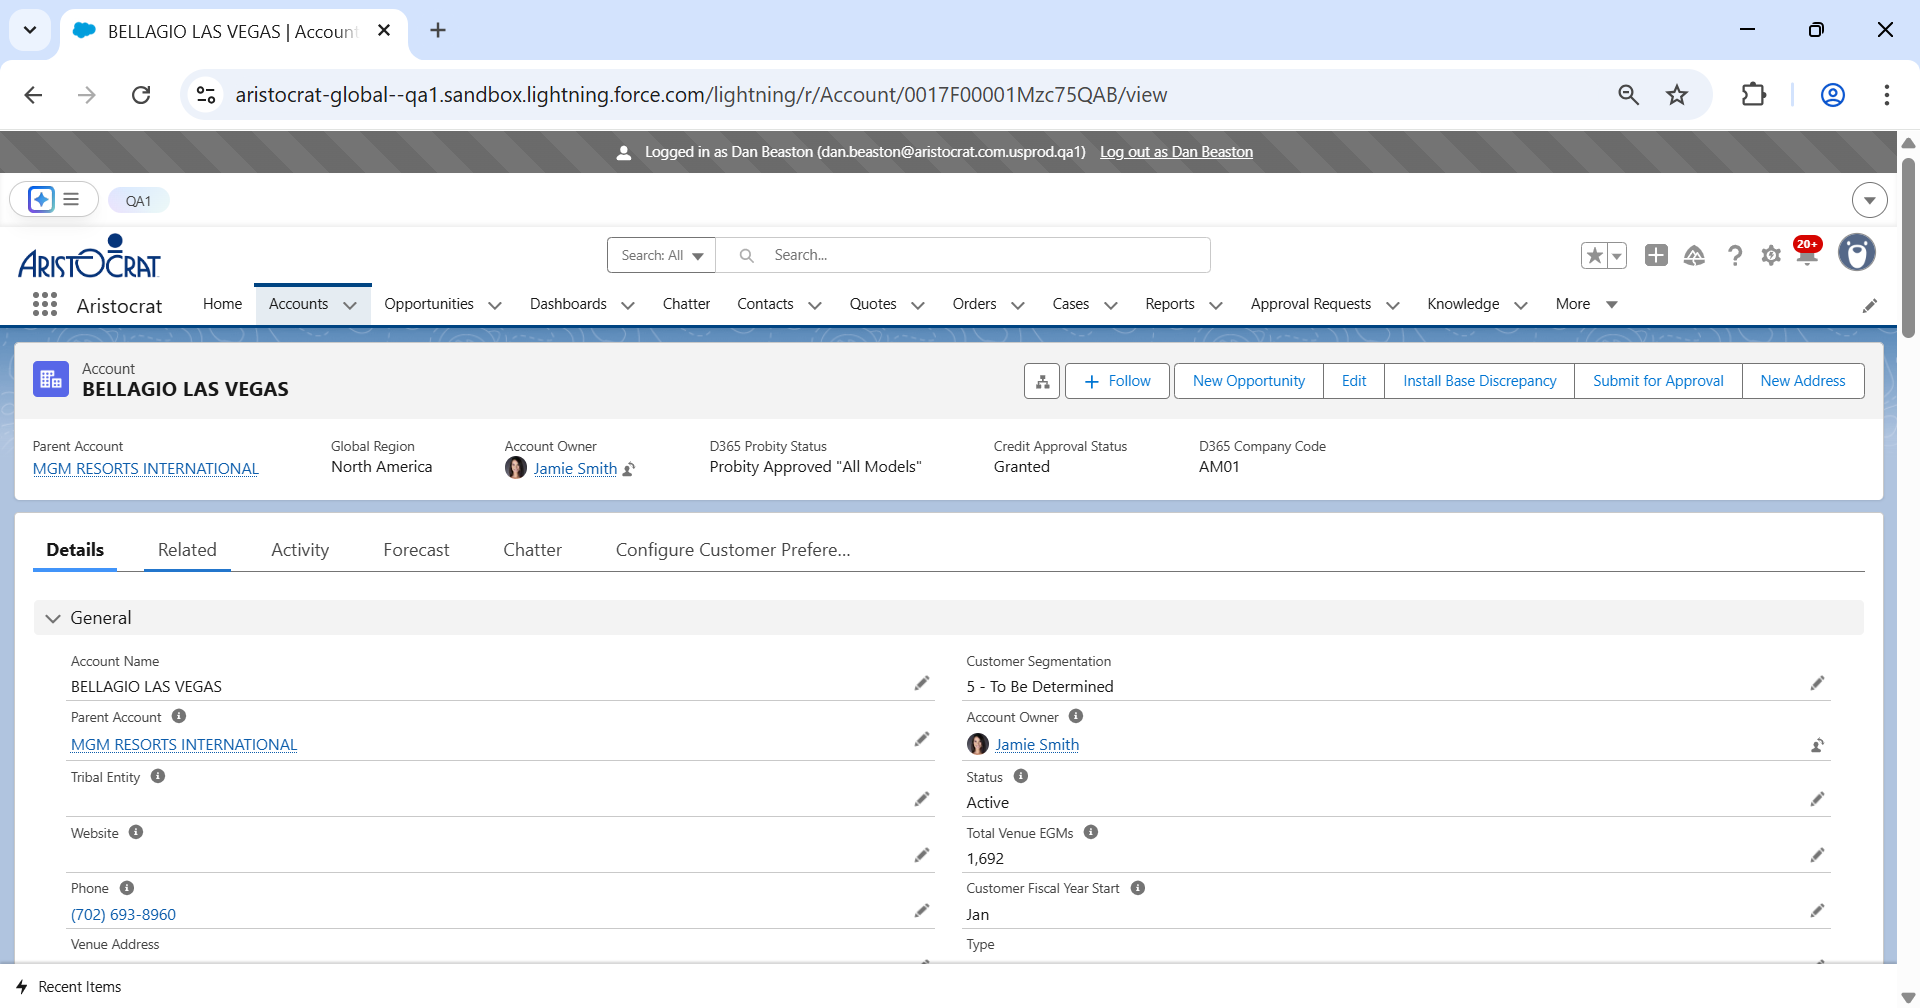 BELLAGIO LAS VEGAS | Account
aristocrat-global--qa1.sandbox.lightning.force.com/lightning/r/Account/0017F00001Mzc75QAB/view
Logged in as Dan Beaston (dan.beaston@aristocrat.com.usprod.qa1) Log out as Dan Beaston
QA1
ARISTOCRAT
Search: All
Search...
20+
Aristocrat
Home
Accounts
Opportunities
Dashboards
Chatter
Contacts
Quotes
Orders
Cases
Reports
Approval Requests
Knowledge
More
Account
BELLAGIO LAS VEGAS
Follow
New Opportunity
Edit
Install Base Discrepancy
Submit for Approval
New Address
Parent Account
MGM RESORTS INTERNATIONAL
Global Region
North America
Account Owner
Jamie Smith
D365 Probity Status
Probity Approved "All Models"
Credit Approval Status
Granted
D365 Company Code
AM01
Details
Related
Activity
Forecast
Chatter
Configure Customer Prefere...
General
Account Name
BELLAGIO LAS VEGAS
Customer Segmentation
5 - To Be Determined
Parent Account
MGM RESORTS INTERNATIONAL
Account Owner
Jamie Smith
Tribal Entity
Status
Active
Website
Total Venue EGMs
1,692
Phone
(702) 693-8960
Customer Fiscal Year Start
Jan
Venue Address
Type
Recent Items